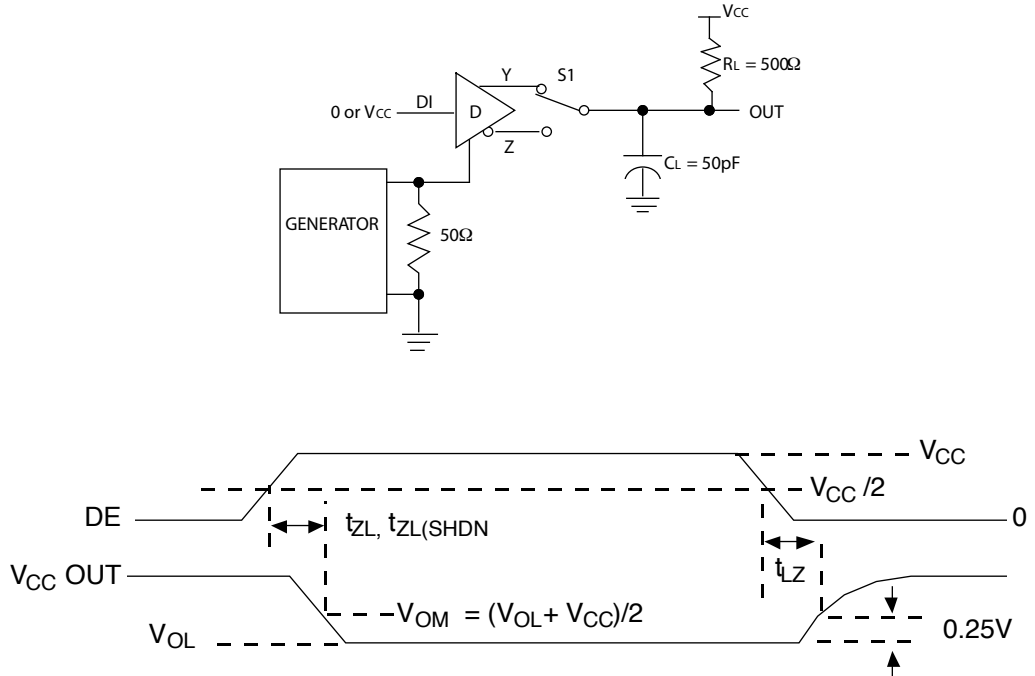 VCC
RL = 500Ω
Y S1
0 or VCC DI D OUT
Z
CL = 50pF
GENERATOR 50Ω
VCC
VCC /2
DE tZL, tZL(SHDN 0
tLZ
VCC OUT
VOM = (VOL+ VCC)/2
VOL 0.25V